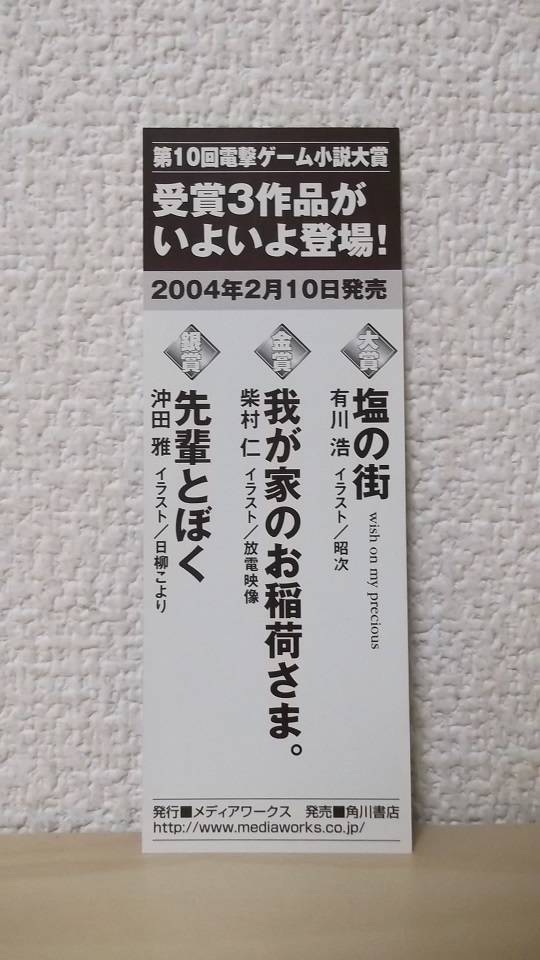 第10回電撃ゲーム小説大賞
受賞3作品が
いよいよ登場!
2004年2月10日発売
大賞
塩の街
wish on my precious
有川 浩 イラスト/昭次
金賞
我が家のお稲荷さま。
柴村 仁 イラスト/放電映像
銀賞
先輩とぼく
沖田 雅 イラスト/日柳こより
発行■メディアワークス 発売■角川書店
http://www.mediaworks.co.jp/